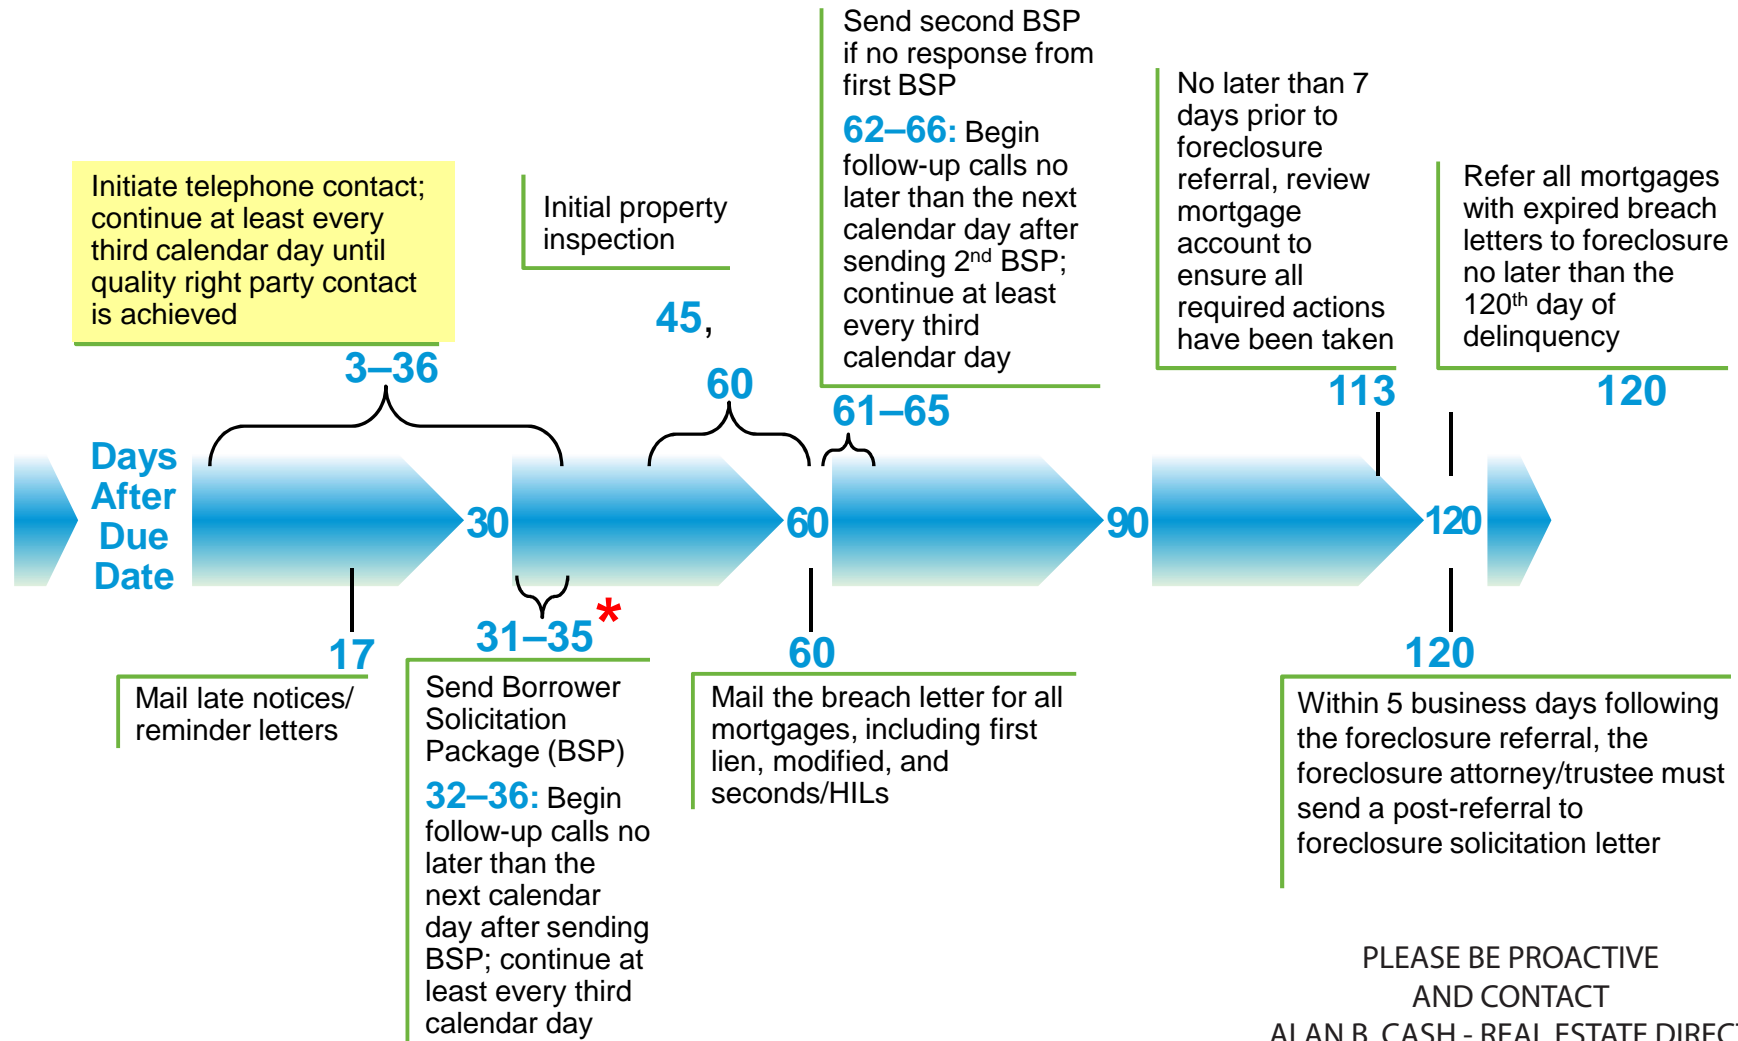 Initiate telephone contact;
continue at least every
third calendar day until
quality right party contact
is achieved
3–36
Initial property
inspection
45,
60
Send second BSP
if no response from
first BSP
62–66: Begin
follow-up calls no
later than the next
calendar day after
sending 2nd BSP;
continue at least
every third
calendar day
61–65
No later than 7
days prior to
foreclosure
referral, review
mortgage
account to
ensure all
required actions
have been taken
113
Refer all mortgages
with expired breach
letters to foreclosure
no later than the
120th day of
delinquency
120
Days
After
Due
Date
30
60
90
120
17
Mail late notices/
reminder letters
31–35*
Send Borrower
Solicitation
Package (BSP)
32–36: Begin
follow-up calls no
later than the
next calendar
day after sending
BSP; continue at
least every third
calendar day
60
Mail the breach letter for all
mortgages, including first
lien, modified, and
seconds/HILs
120
Within 5 business days following
the foreclosure referral, the
foreclosure attorney/trustee must
send a post-referral to
foreclosure solicitation letter
PLEASE BE PROACTIVE
AND CONTACT
ALAN B. CASH - REAL ESTATE DIRECT